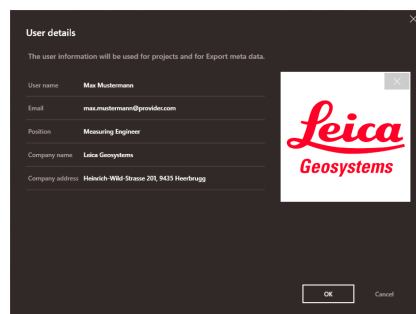 User details
The user information will be used for projects and for Export meta data.
User name Max Mustermann
Email max.mustermann@provider.com
Position Measuring Engineer
Company name Leica Geosystems
Company address Heinrich-Wild-Strasse 201, 9435 Heerbrugg
Leica
Geosystems
OK Cancel